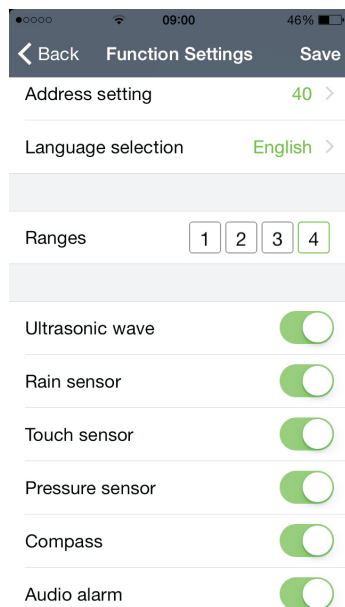 09:00 46%
Back Function Settings Save
Address setting 40
Language selection English
Ranges 1 2 3 4
Ultrasonic wave
Rain sensor
Touch sensor
Pressure sensor
Compass
Audio alarm